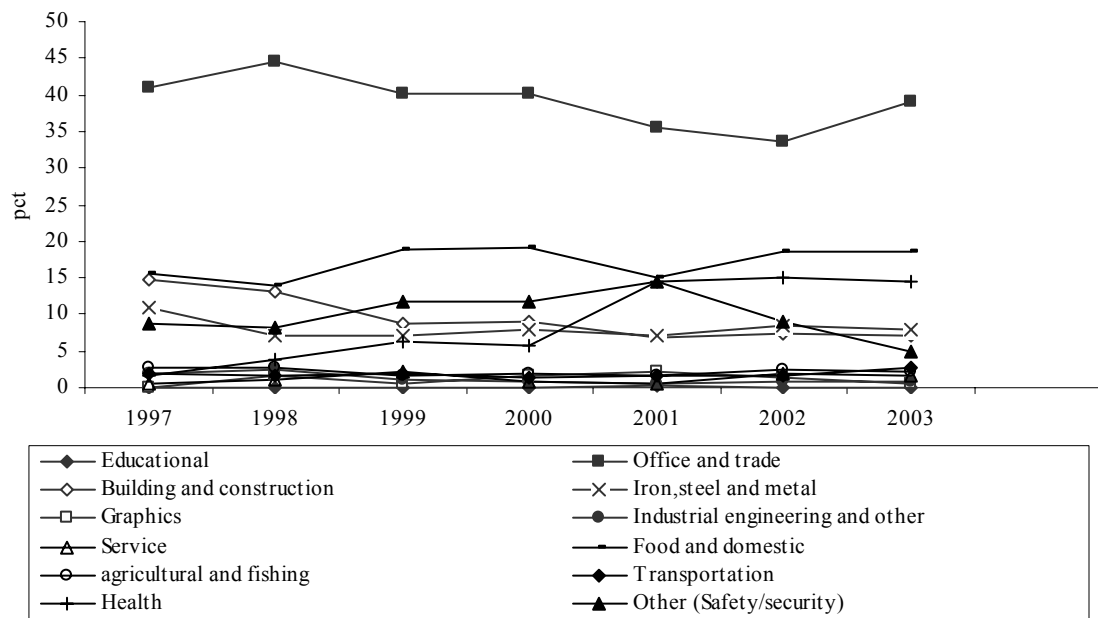 50
45
40
35
30
25
20
15
10
5
0
pct
1997 1998 1999 2000 2001 2002 2003
Educational Office and trade
Building and construction Iron,steel and metal
Graphics Industrial engineering and other
Service Food and domestic
agricultural and fishing Transportation
Health Other (Safety/security)